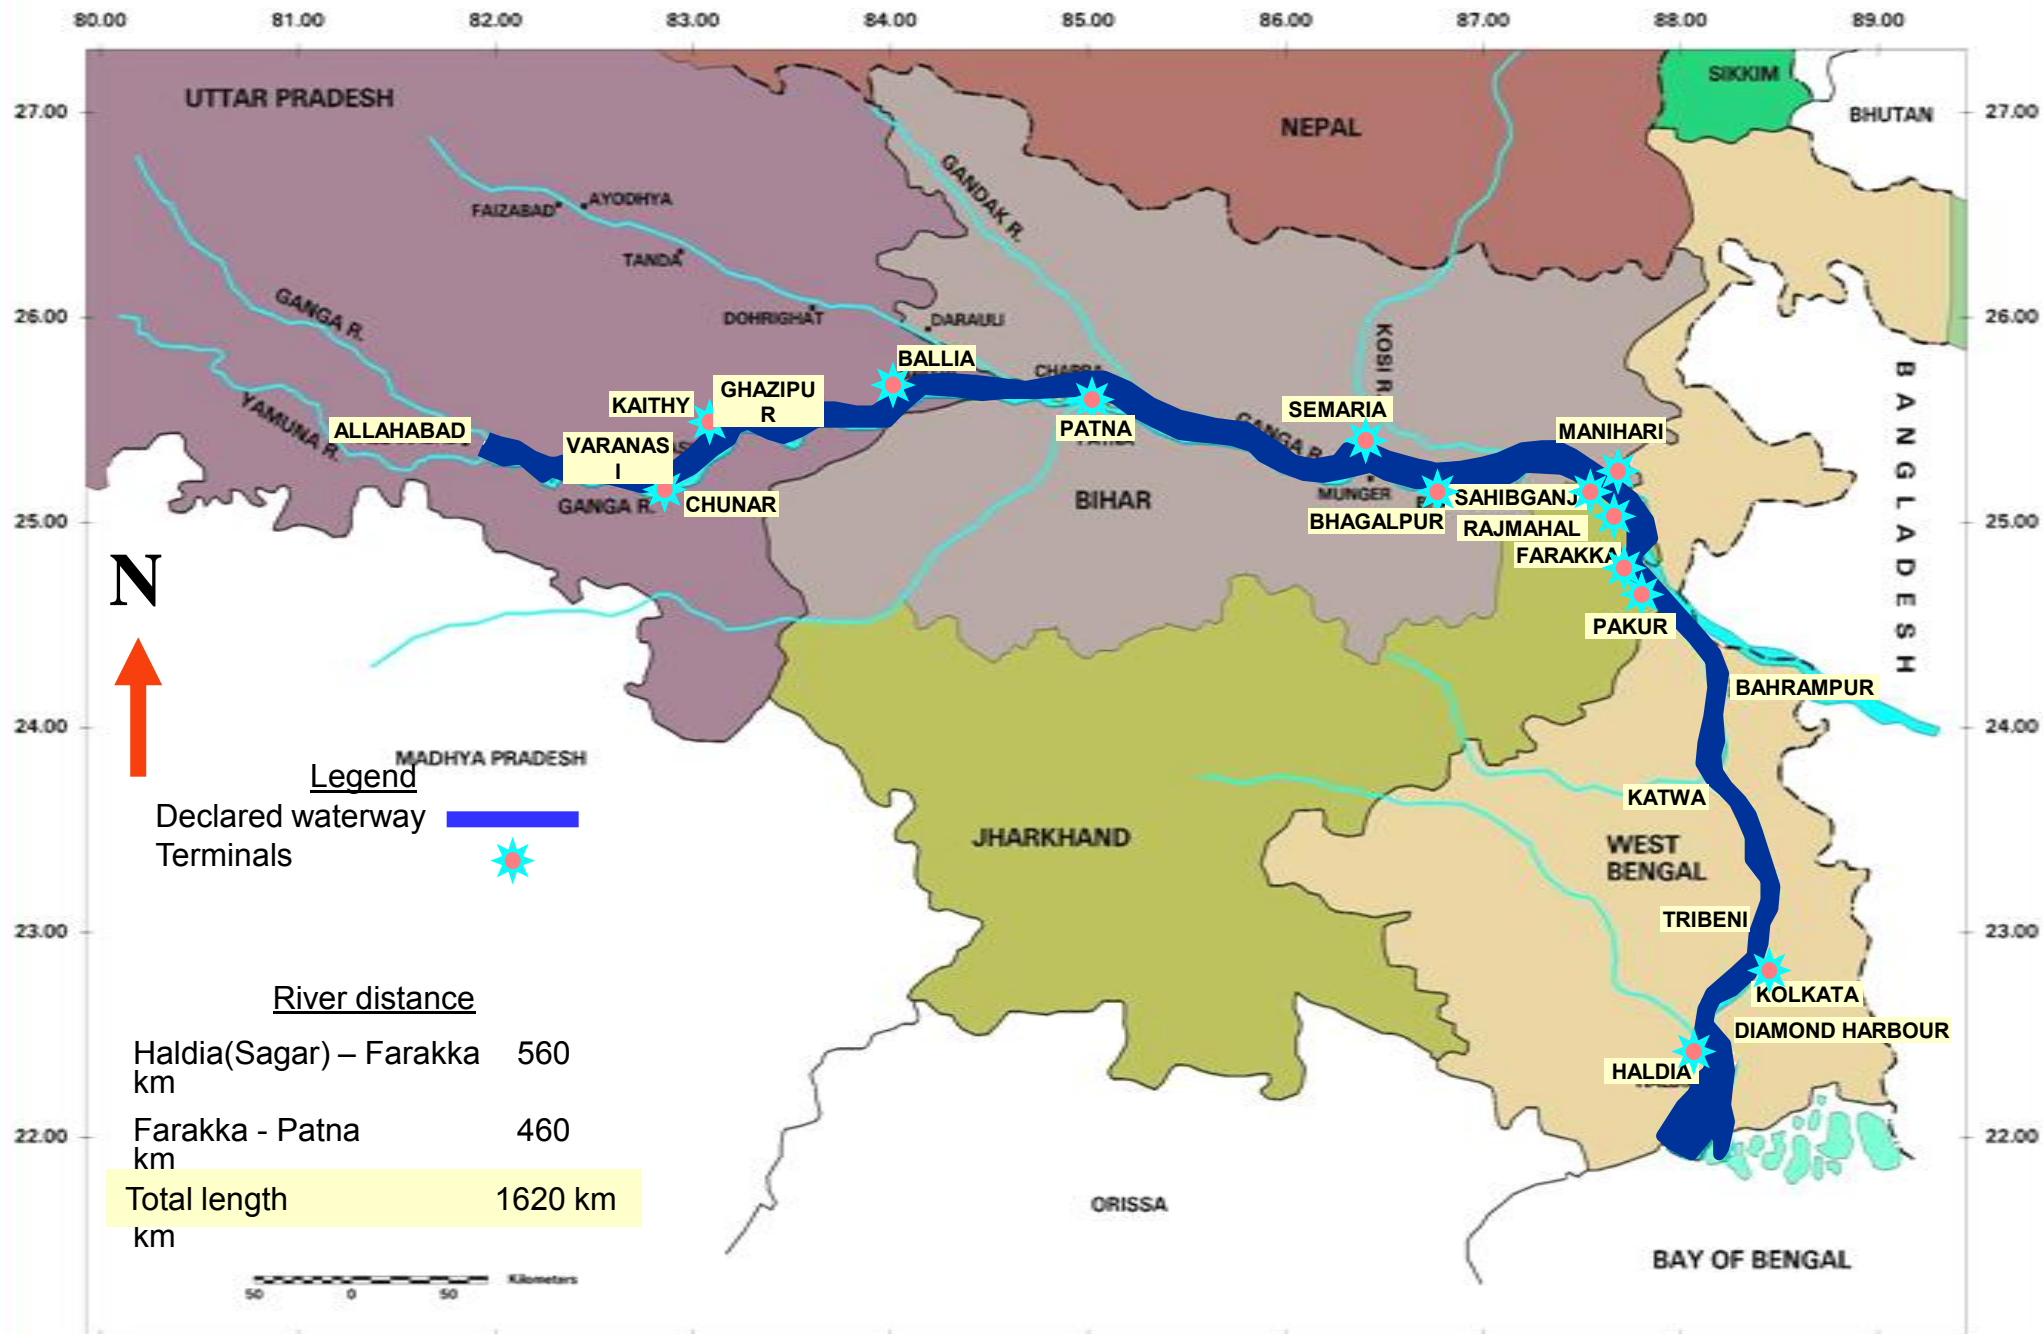 80.00 81.00 82.00 83.00 84.00 85.00 86.00 87.00 88.00 89.00
SIKKIM
UTTAR PRADESH
27.00
NEPAL
BHUTAN
27.00
GANDAK R.
FAIZABAD
AYODHYA
TANDA
GANGA R.
26.00
DOHRIGHAT
DARAULI
26.00
KOSI R.
BANGLADESH
BALLIA
CHAPRA
KAITHY
GHAZIPU
R
YAMUNA R.
ALLAHABAD
VARANAS
I
PATNA
GANGA R.
SEMARIA
MANIHARI
GANGA R.
CHUNAR
BIHAR
MUNGER
BHAGALPUR
SAHIBGANJ
RAJMAHAL
25.00
25.00
FARAKKA
PAKUR
N
BAHRAMPUR
24.00
24.00
MADHYA PRADESH
Legend
Declared waterway
Terminals
KATWA
JHARKHAND
WEST
BENGAL
TRIBENI
23.00
23.00
KOLKATA
DIAMOND HARBOUR
HALDIA
River distance
Haldia(Sagar) – Farakka 560
km
Farakka - Patna 460
km
Total length 1620 km
km
22.00
22.00
ORISSA
BAY OF BENGAL
Kilometers
50 0 50